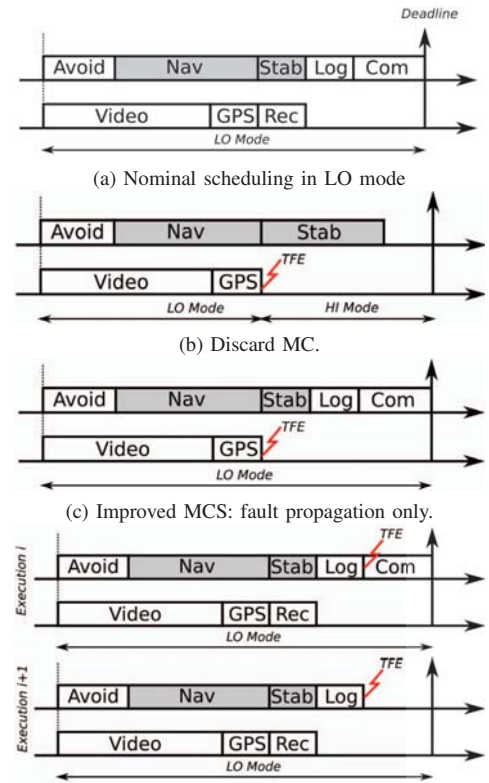 Deadline
Avoid Nav Stab Log Com
Video GPS Rec
LO Mode
(a) Nominal scheduling in LO mode
Avoid Nav Stab
TFE
Video GPS
LO Mode HI Mode
(b) Discard MC.
Avoid Nav Stab Log Com
TFE
Video GPS
LO Mode
(c) Improved MCS: fault propagation only.
TFE
Execution i
Avoid Nav Stab Log Com
Video GPS Rec
LO Mode
TFE
Execution i+1
Avoid Nav Stab Log
Video GPS Rec
LO Mode